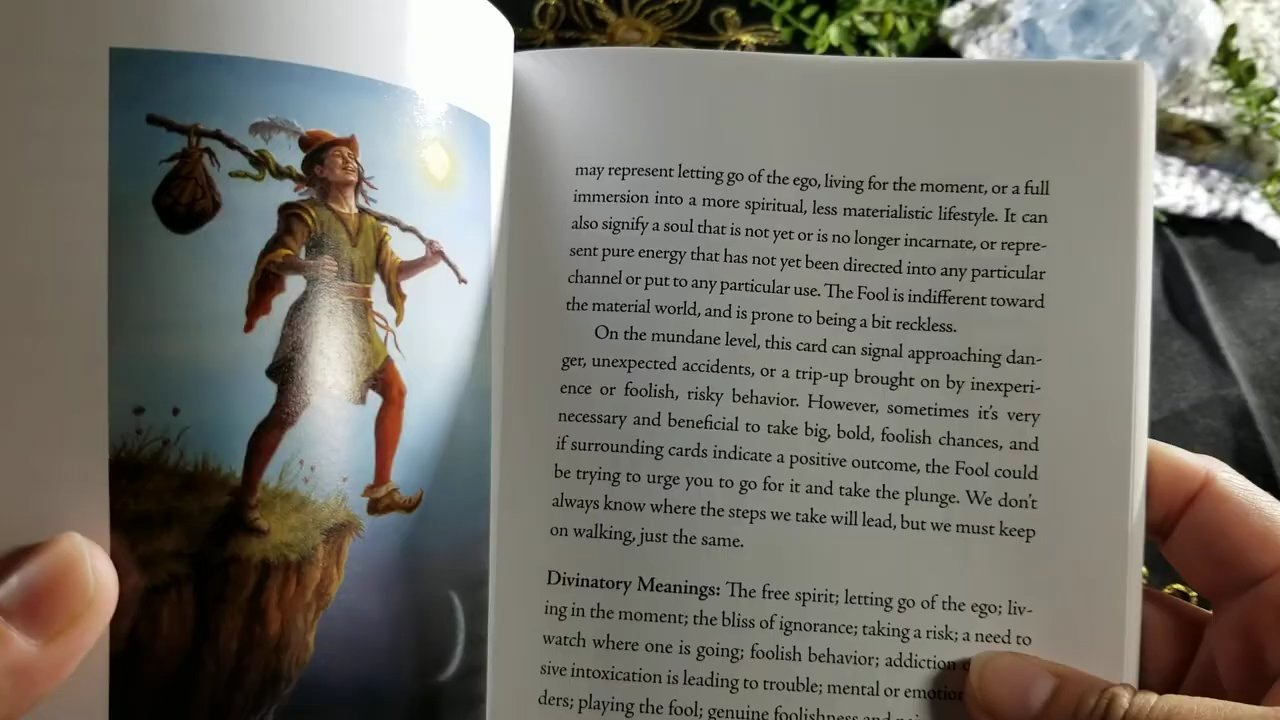 may represent letting go of the ego, living for the moment, or a full
immersion into a more spiritual, less materialistic lifestyle. It can
also signify a soul that is not yet or is no longer incarnate, or repre-
sent pure energy that has not yet been directed into any particular
channel or put to any particular use. The Fool is indifferent toward
the material world, and is prone to being a bit reckless.
On the mundane level, this card can signal approaching dan-
ger, unexpected accidents, or a trip-up brought on by inexperi-
ence or foolish, risky behavior. However, sometimes it's very
necessary and beneficial to take big, bold, foolish chances, and
if surrounding cards indicate a positive outcome, the Fool could
be trying to urge you to go for it and take the plunge. We don't
always know where the steps we take will lead, but we must keep
on walking, just the same.
Divinatory Meanings: The free spirit; letting go of the ego; liv-
ing in the moment; the bliss of ignorance; taking a risk; a need to
watch where one is going; foolish behavior; addiction
sive intoxication is leading to trouble; mental or
ders; playing the fool; genuine foolishness and